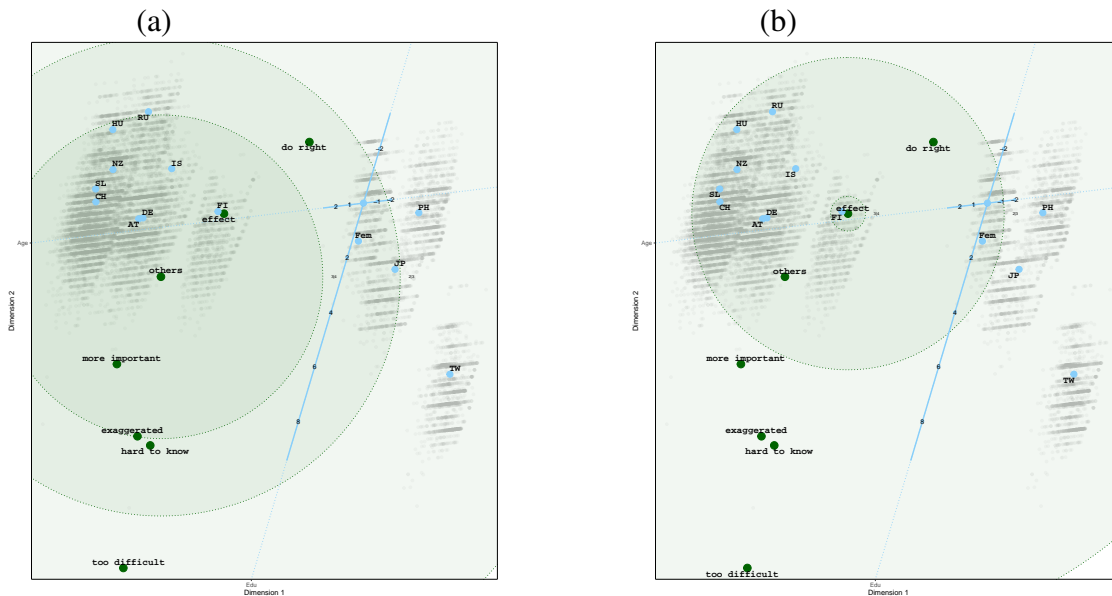 (a)
RU
HU
do right
-2
NZ
IS
SL
CH
DE
AT
FI
effect
2
1
-1
-2
PH
Age
Fem
2
JP
others
4
more important
6
TW
8
exaggerated
hard to know
too difficult
Edu
Dimension 1
Dimension 2
(b)
RU
HU
do right
-2
NZ
IS
SL
CH
DE
AT
effect
FI
2
1
-1
-2
PH
Age
Fem
2
JP
others
4
more important
6
TW
8
exaggerated
hard to know
too difficult
Edu
Dimension 1
Dimension 2